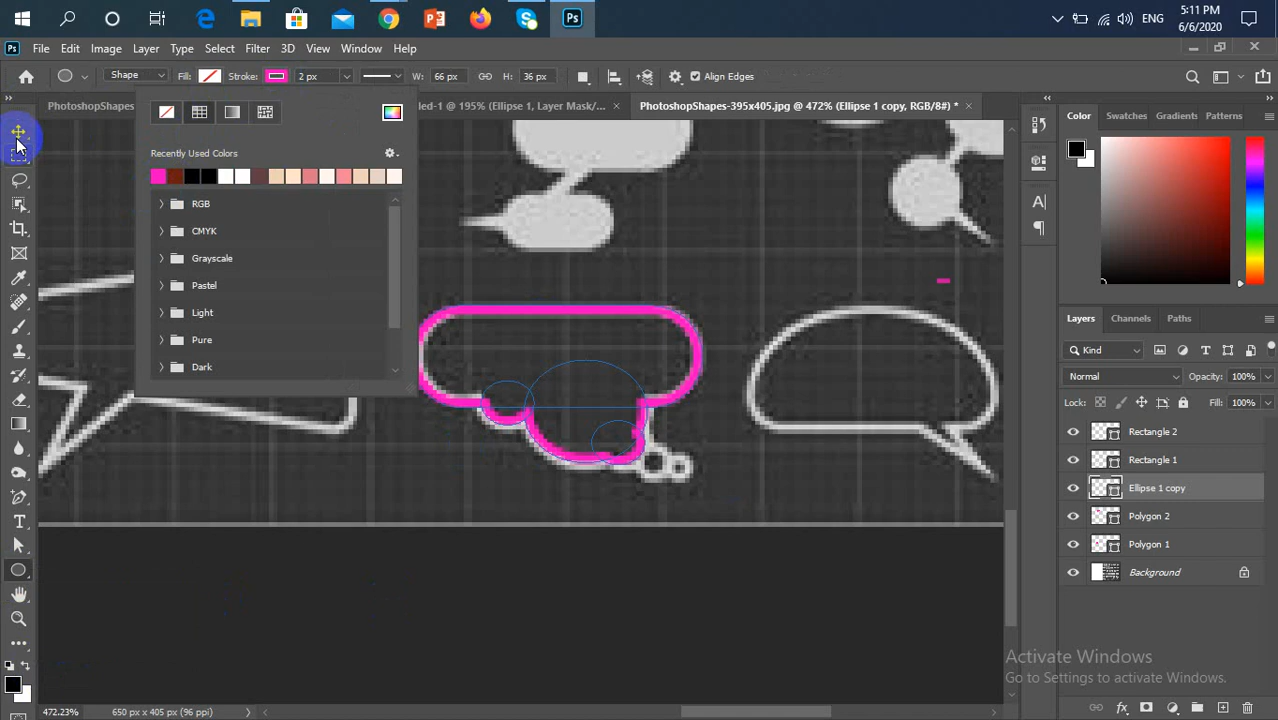 ENG
5:11 PM
6/6/2020
Ps
File Edit Image Layer Type Select Filter 3D View Window Help
Shape Fill: Stroke: 2 px W: 66 px H: 36 px Align Edges
PhotoshopShapes
led-1 @ 195% (Ellipse 1, Layer Mask/...
PhotoshopShapes-395x405.jpg @ 472% (Ellipse 1 copy, RGB/8#) *
Recently Used Colors
RGB
CMYK
Grayscale
Pastel
Light
Pure
Dark
Color Swatches Gradients Patterns
Layers Channels Paths
Kind
Normal Opacity: 100%
Lock: Fill: 100%
Rectangle 2
Rectangle 1
Ellipse 1 copy
Polygon 2
Polygon 1
Background
Activate Windows
Go to Settings to activate Windows.
472.23% 650 px x 405 px (96 ppi)